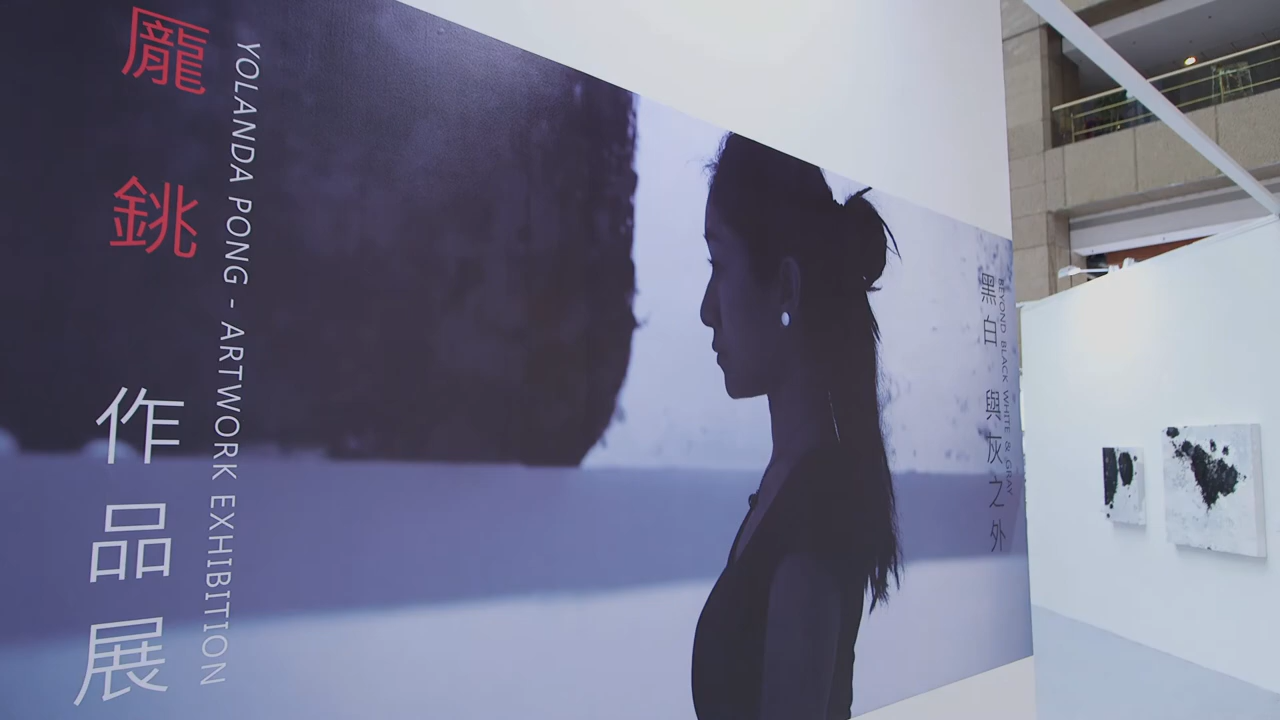 龐銚 作品展
YOLANDA PONG - ARTWORK EXHIBITION
黑白 與灰之外
BEYOND BLACK WHITE & GRAY